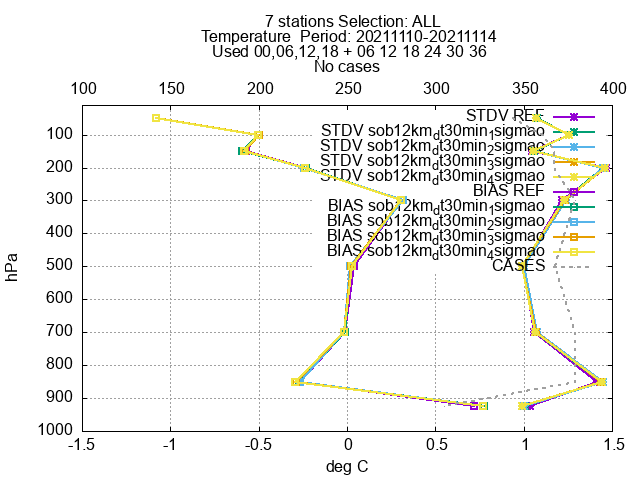 7 stations Selection: ALL
Temperature  Period: 20211110-20211114
Used 00,06,12,18 + 06 12 18 24 30 36
No cases
100 150 200 250 300 350 400
STDV REF
STDV sob12km_dt30min_1sigmao
STDV sob12km_dt30min_2sigmao
STDV sob12km_dt30min_3sigmao
STDV sob12km_dt30min_4sigmao
BIAS REF
BIAS sob12km_dt30min_1sigmao
BIAS sob12km_dt30min_2sigmao
BIAS sob12km_dt30min_3sigmao
BIAS sob12km_dt30min_4sigmao
CASES
hPa
100
200
300
400
500
600
700
800
900
1000
-1.5 -1 -0.5 0 0.5 1 1.5
deg C